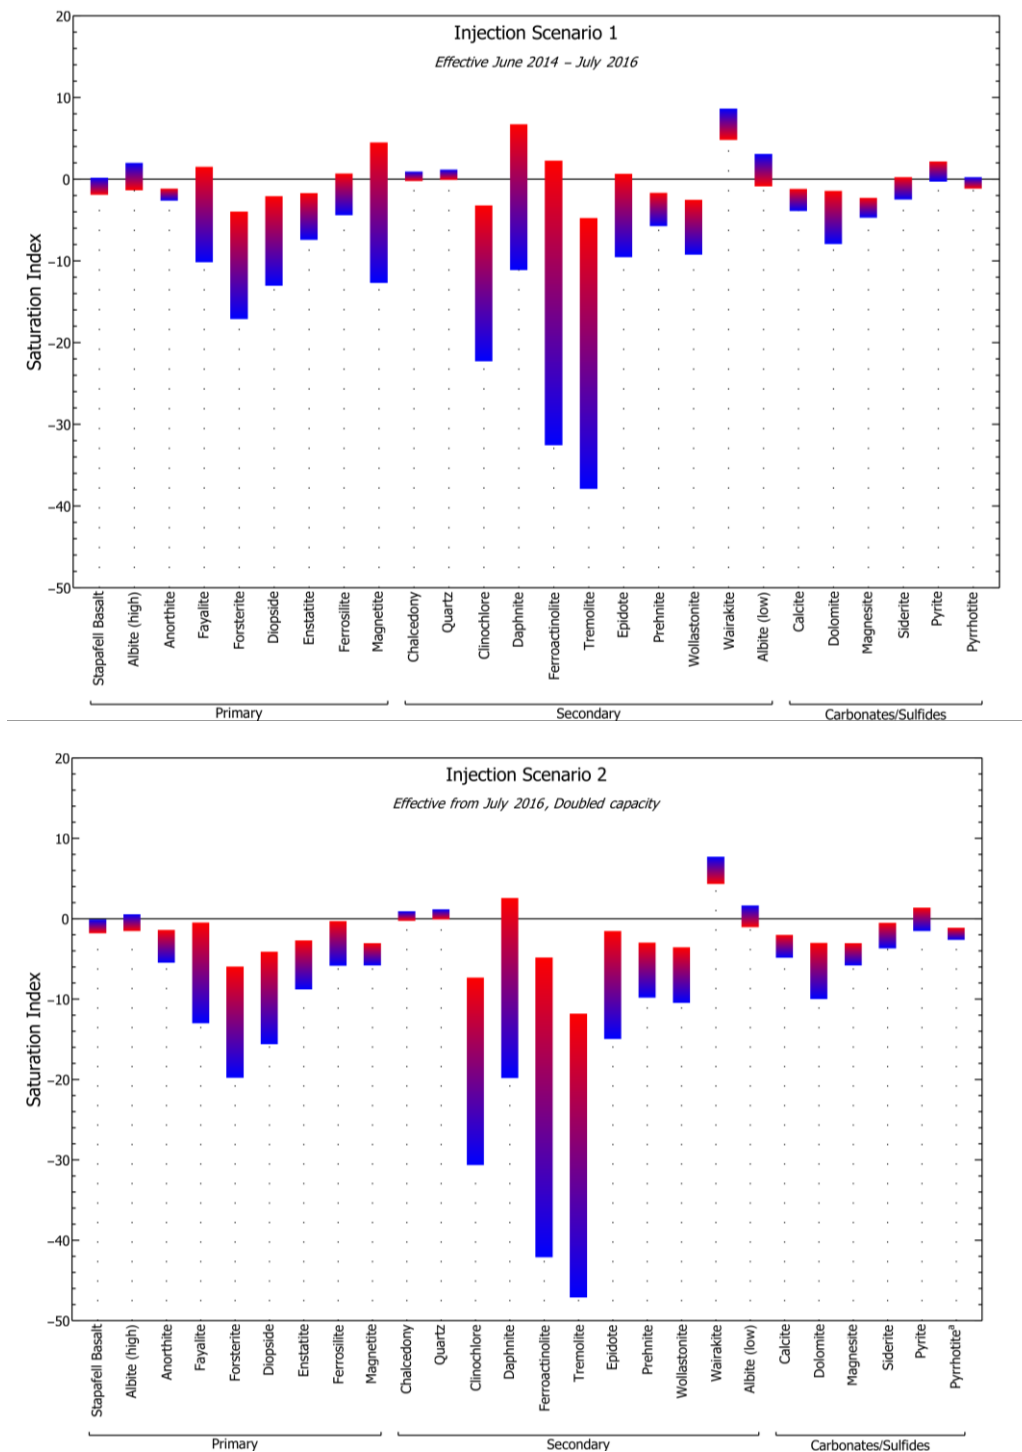 Injection Scenario 1
Effective June 2014 – July 2016
Saturation Index
20
10
0
−10
−20
−30
−40
−50
Stapafell Basalt
Albite (high)
Anorthite
Fayalite
Forsterite
Diopside
Enstatite
Ferrosilite
Magnetite
Chalcedony
Quartz
Clinochlore
Daphnite
Ferroactinolite
Tremolite
Epidote
Prehnite
Wollastonite
Wairakite
Albite (low)
Calcite
Dolomite
Magnesite
Siderite
Pyrite
Pyrrhotite
Primary
Secondary
Carbonates/Sulfides
Injection Scenario 2
Effective from July 2016, Doubled capacity
Saturation Index
20
10
0
−10
−20
−30
−40
−50
Stapafell Basalt
Albite (high)
Anorthite
Fayalite
Forsterite
Diopside
Enstatite
Ferrosilite
Magnetite
Chalcedony
Quartz
Clinochlore
Daphnite
Ferroactinolite
Tremolite
Epidote
Prehnite
Wollastonite
Wairakite
Albite (low)
Calcite
Dolomite
Magnesite
Siderite
Pyrite
Pyrrhotiteᵃ
Primary
Secondary
Carbonates/Sulfides